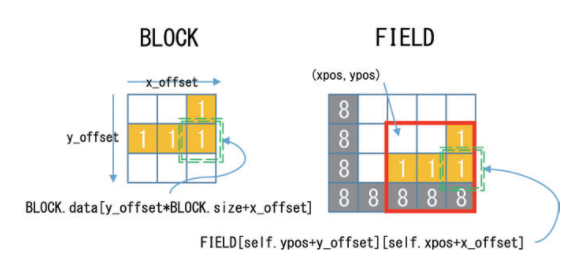 BLOCK
FIELD
x_offset
(xpos, ypos)
y_offset
1
1 1 1
8
8
8
8 8 8 8 8
1
1 1 1
BLOCK.data[y_offset*BLOCK.size+x_offset]
FIELD[self.ypos+y_offset][self.xpos+x_offset]